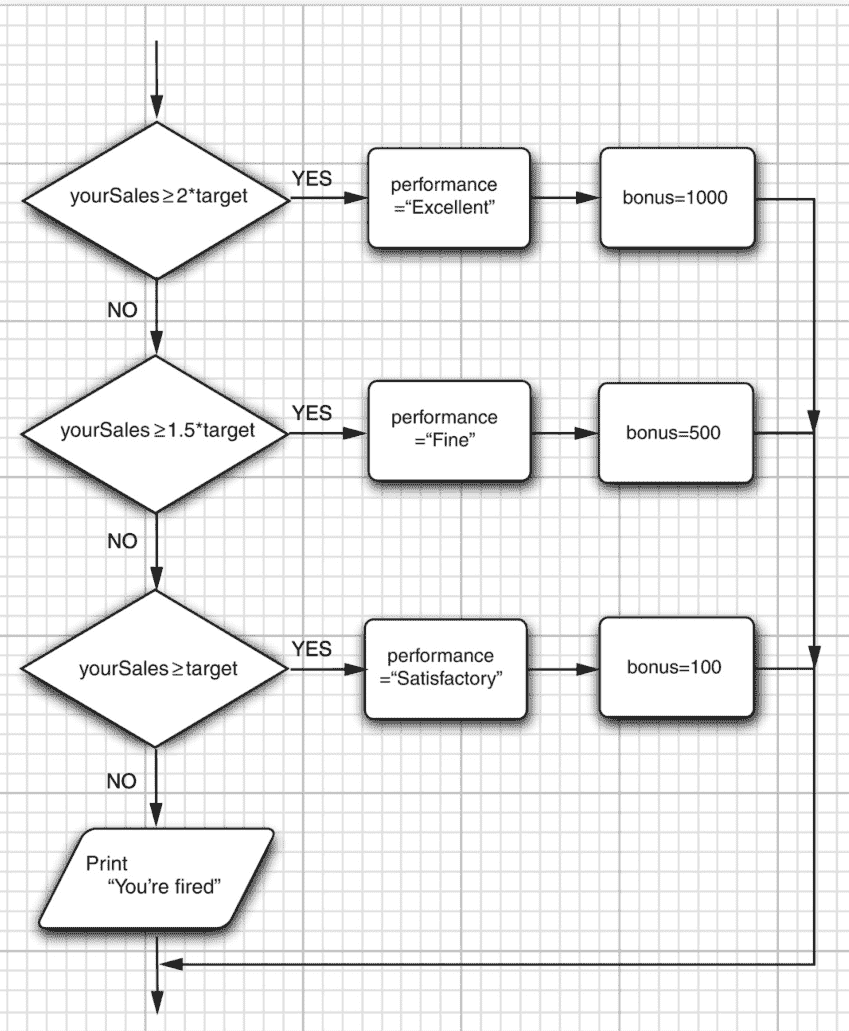 yourSales≥2*target
YES
performance
=“Excellent”
bonus=1000
NO
yourSales≥1.5*target
YES
performance
=“Fine”
bonus=500
NO
yourSales≥target
YES
performance
=“Satisfactory”
bonus=100
NO
Print
“You’re fired”